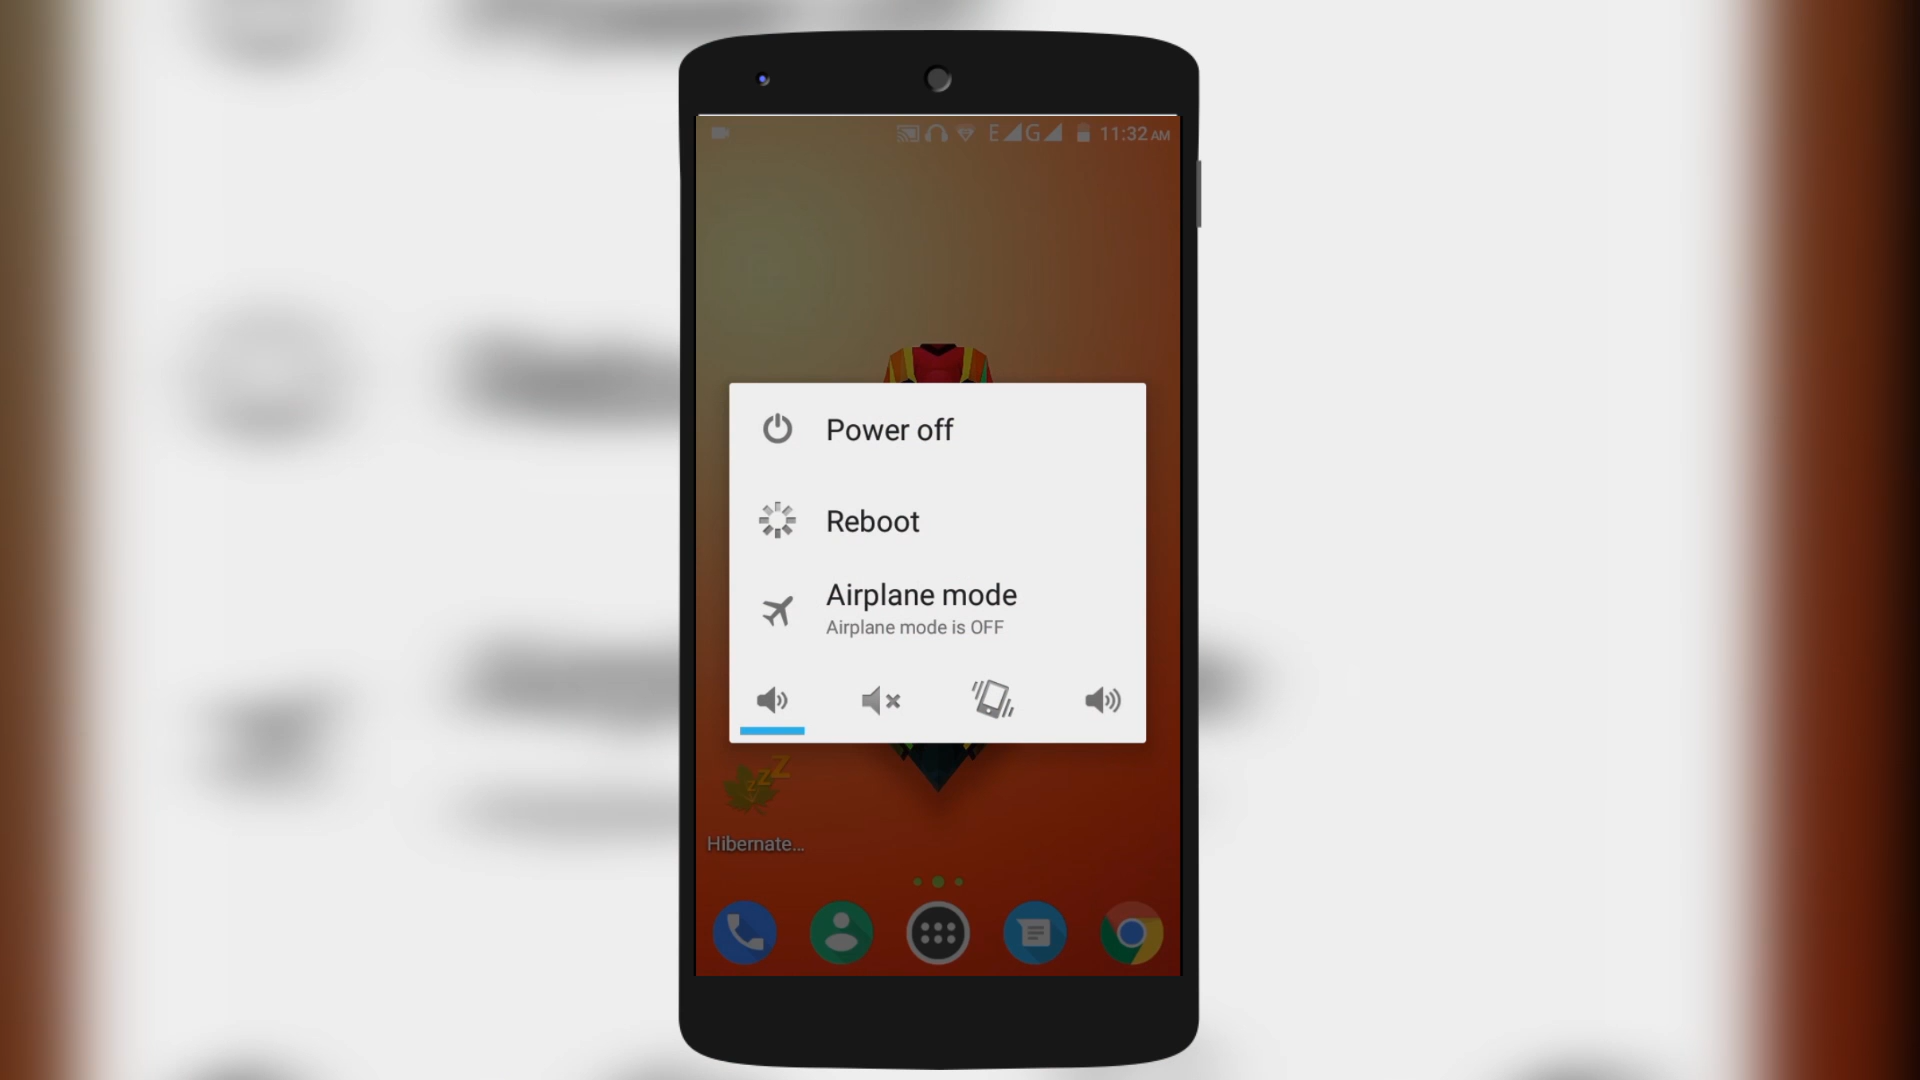 E G 11:32 AM
Power off
Reboot
Airplane mode
Airplane mode is OFF
Hibernate...